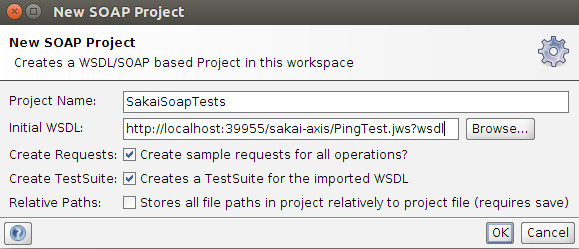 New SOAP Project
New SOAP Project
Creates a WSDL/SOAP based Project in this workspace
Project Name: SakaiSoapTests
Initial WSDL: http://localhost:39955/sakai-axis/PingTest.jws?wsdl Browse...
Create Requests: Create sample requests for all operations?
Create TestSuite: Creates a TestSuite for the imported WSDL
Relative Paths: Stores all file paths in project relatively to project file (requires save)
? OK Cancel